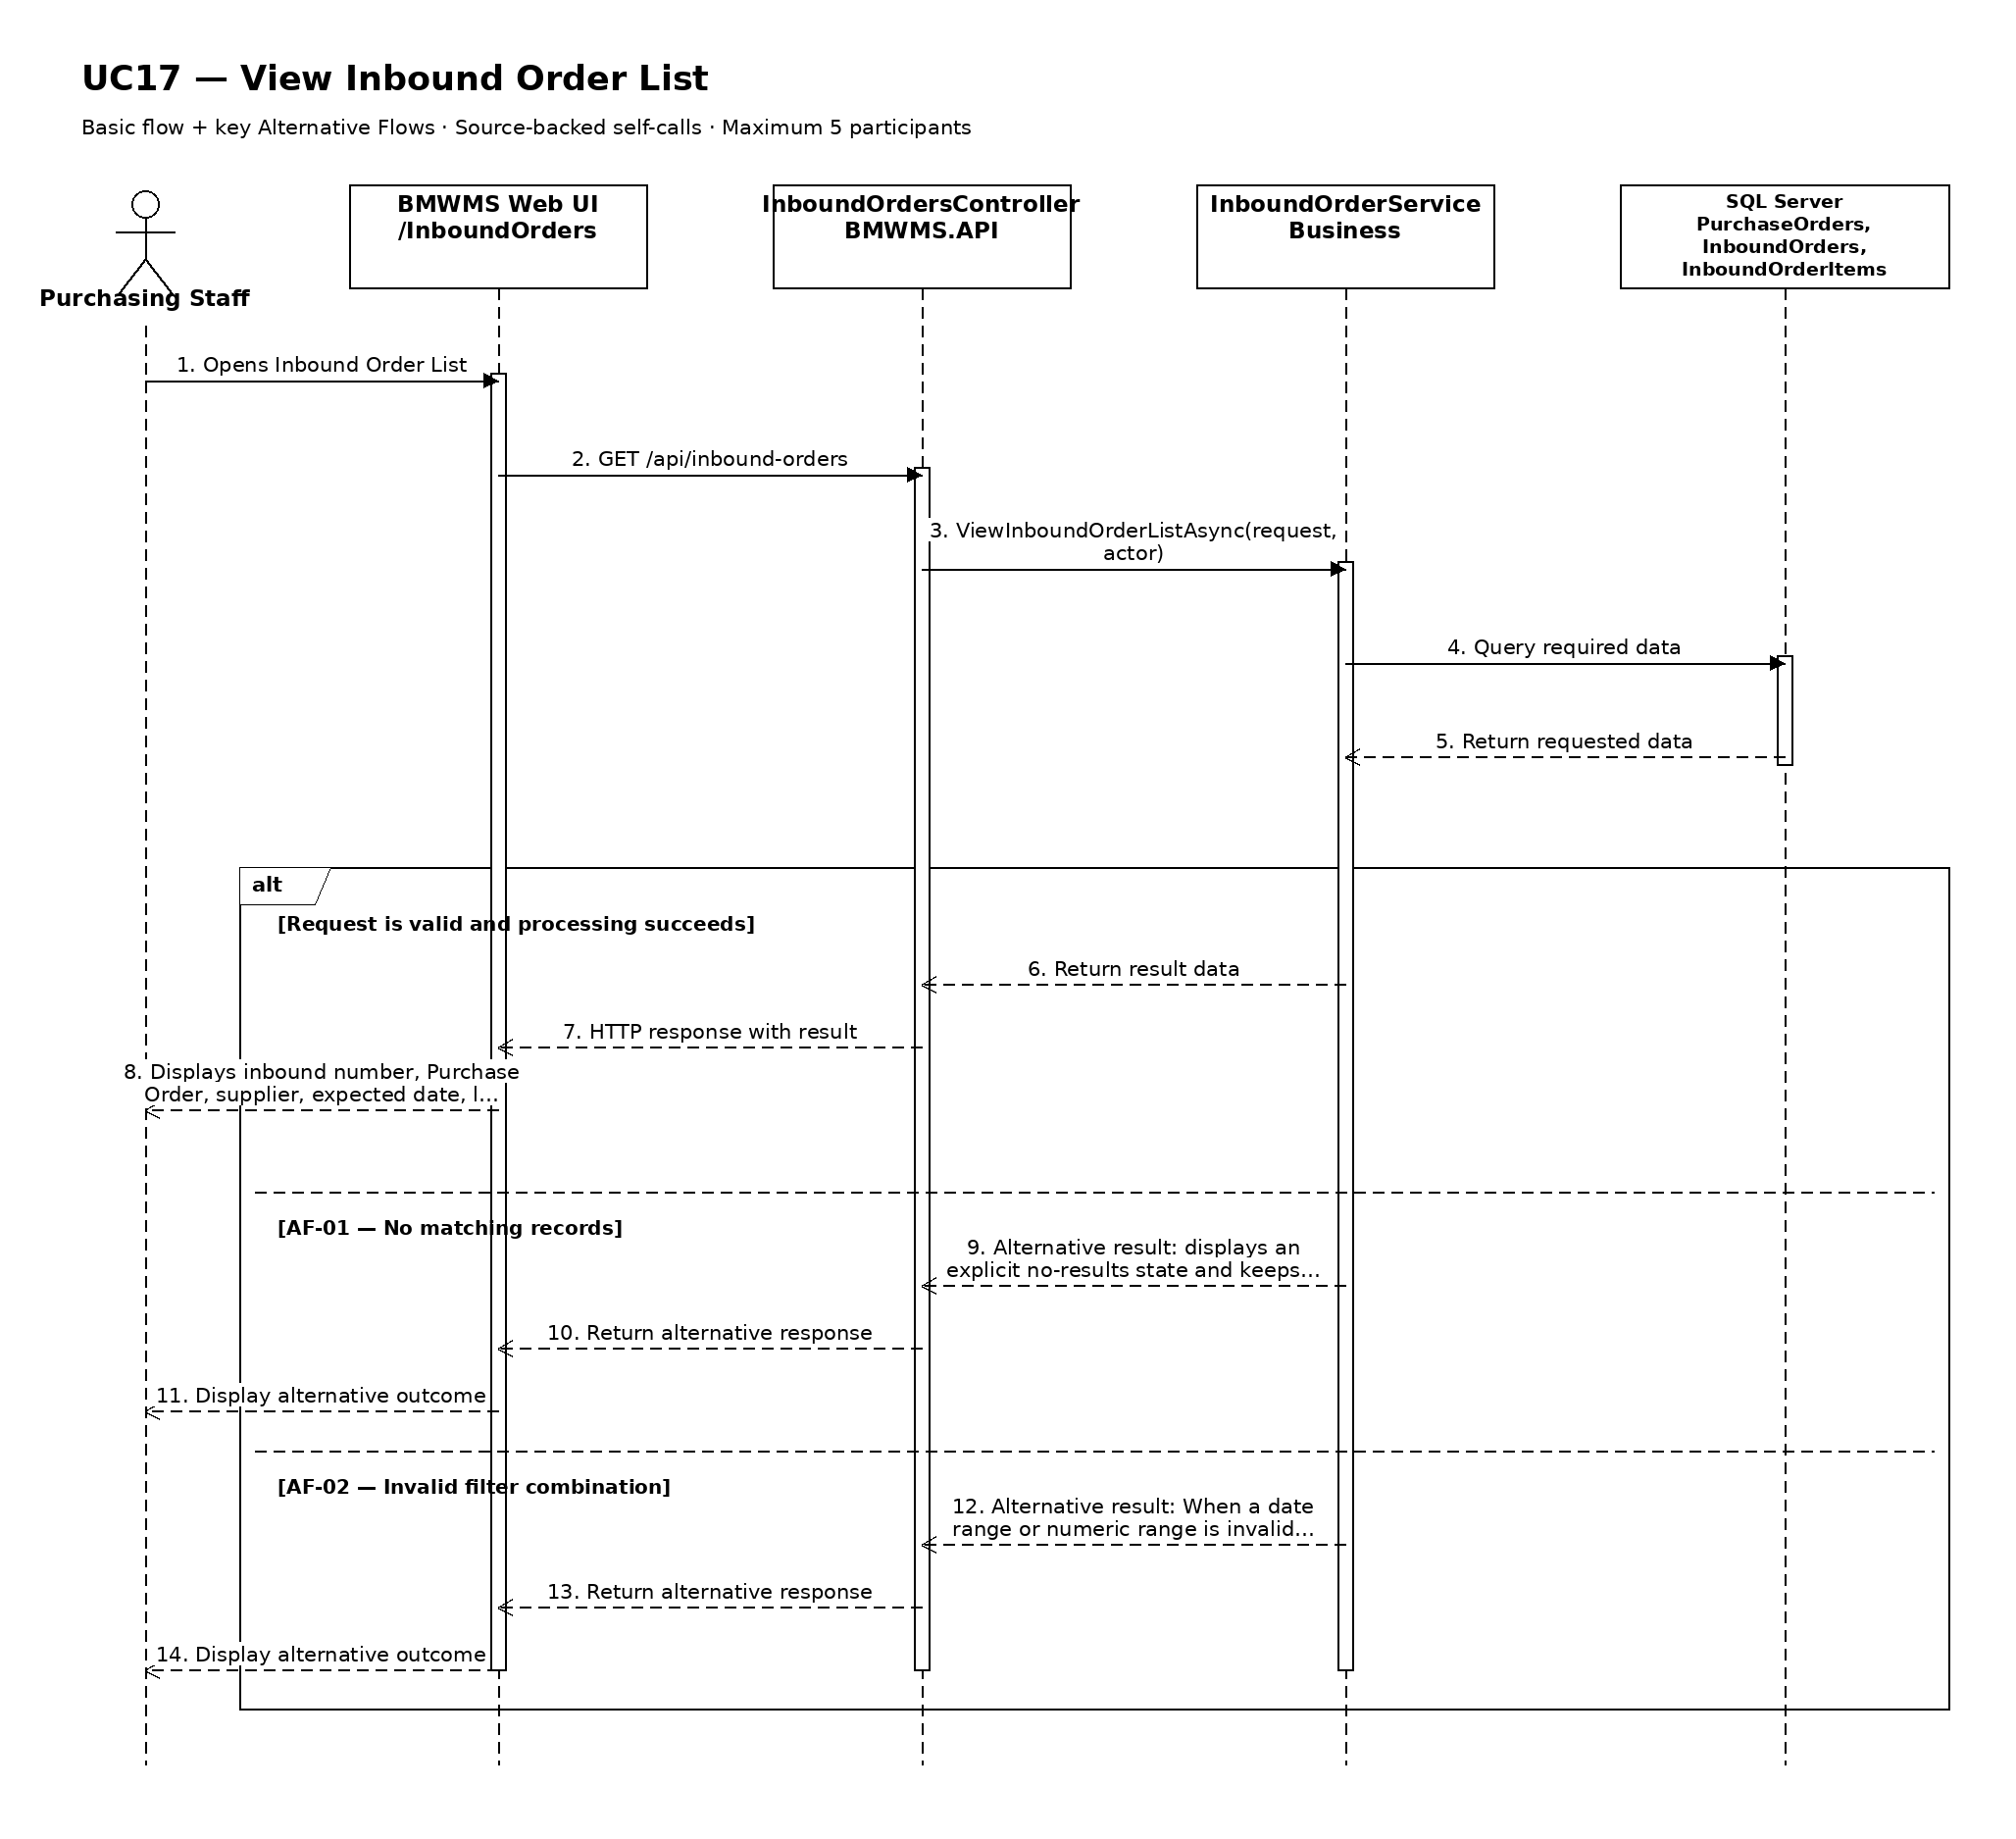 UC17 — View Inbound Order List
Basic flow + key Alternative Flows · Source-backed self-calls · Maximum 5 participants
Purchasing Staff
BMWMS Web UI
/InboundOrders
InboundOrdersController
BMWMS.API
InboundOrderService
Business
SQL Server
PurchaseOrders,
InboundOrders,
InboundOrderItems
1. Opens Inbound Order List
2. GET /api/inbound-orders
3. ViewInboundOrderListAsync(request,
actor)
4. Query required data
5. Return requested data
alt
[Request is valid and processing succeeds]
6. Return result data
7. HTTP response with result
8. Displays inbound number, Purchase
Order, supplier, expected date, l...
[AF-01 — No matching records]
9. Alternative result: displays an
explicit no-results state and keeps...
10. Return alternative response
11. Display alternative outcome
[AF-02 — Invalid filter combination]
12. Alternative result: When a date
range or numeric range is invalid...
13. Return alternative response
14. Display alternative outcome